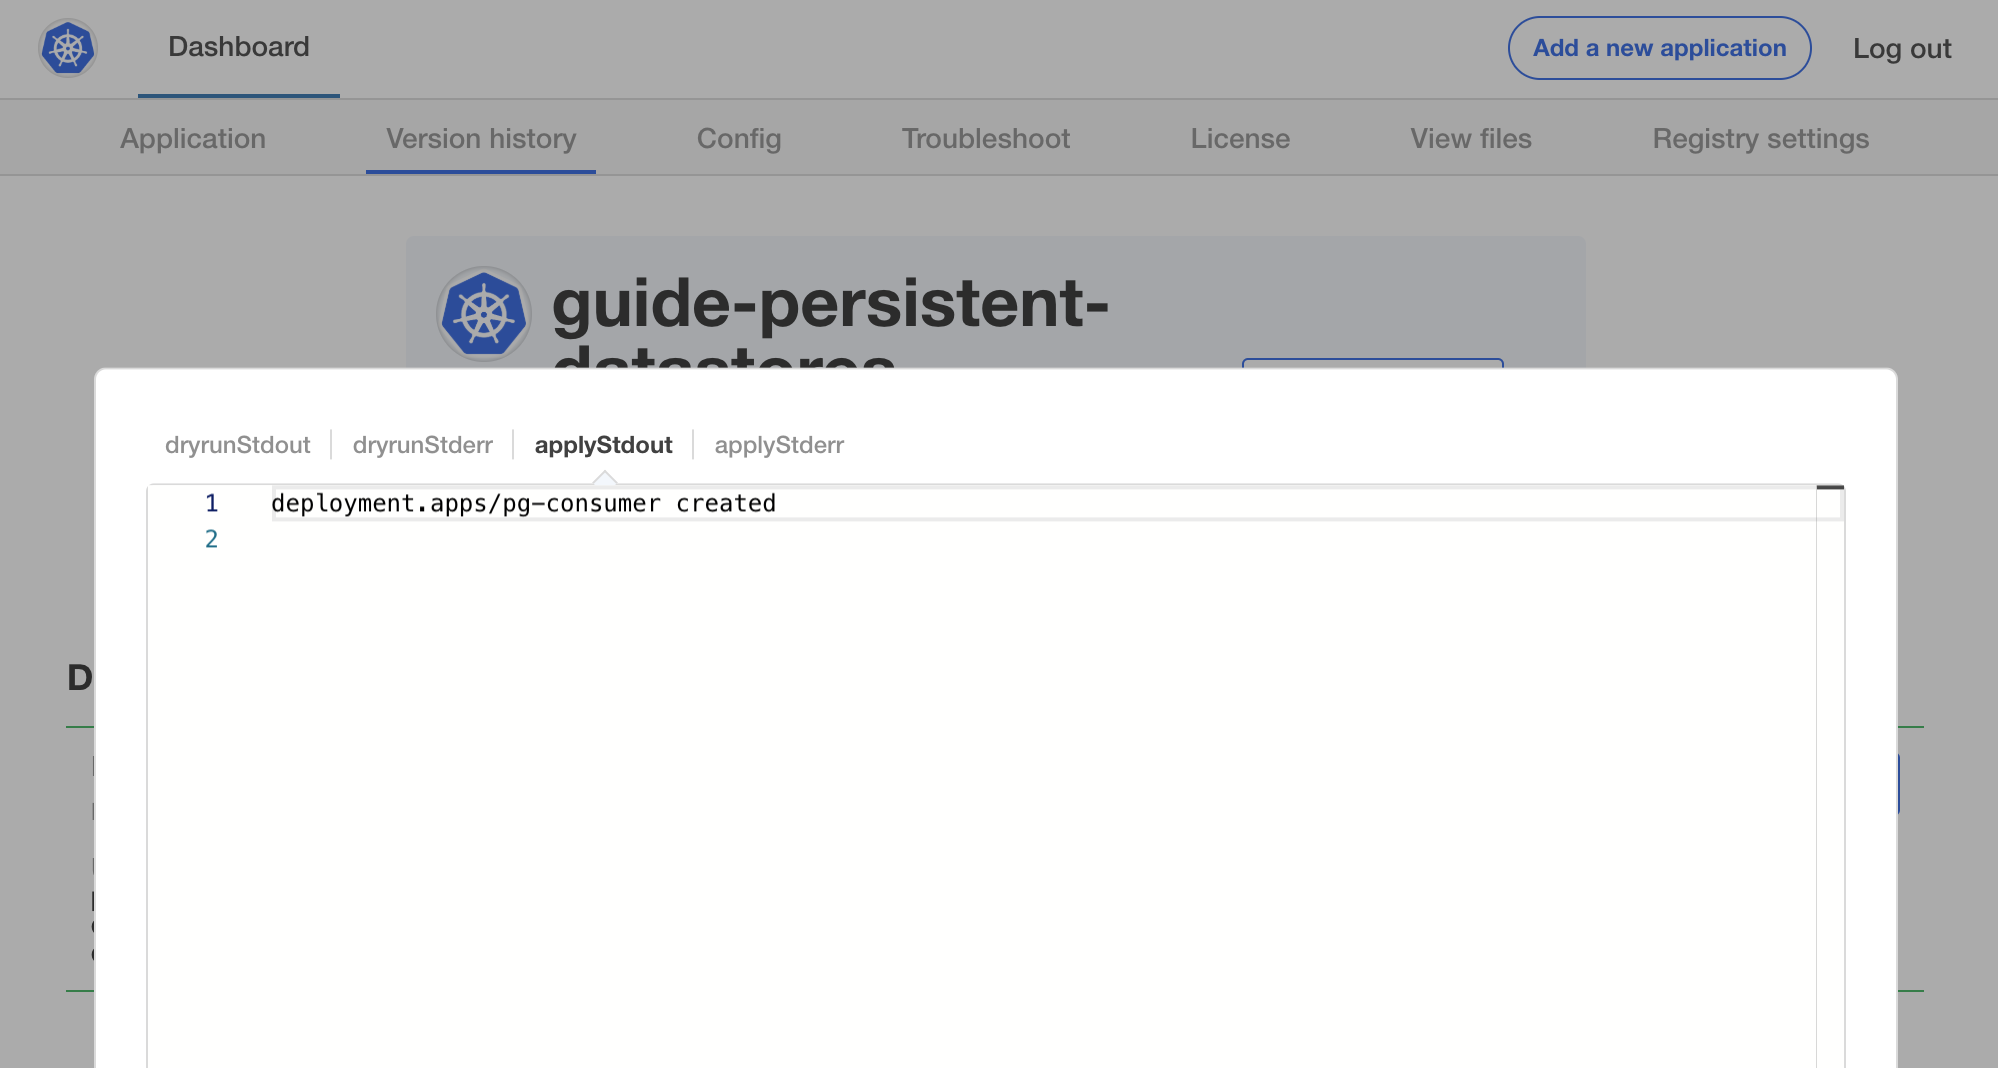 Dashboard
Add a new application
Log out
Application
Version history
Config
Troubleshoot
License
View files
Registry settings
guide-persistent-
datastores
dryrunStdout
dryrunStderr
applyStdout
applyStderr
1 deployment.apps/pg-consumer created
2
D